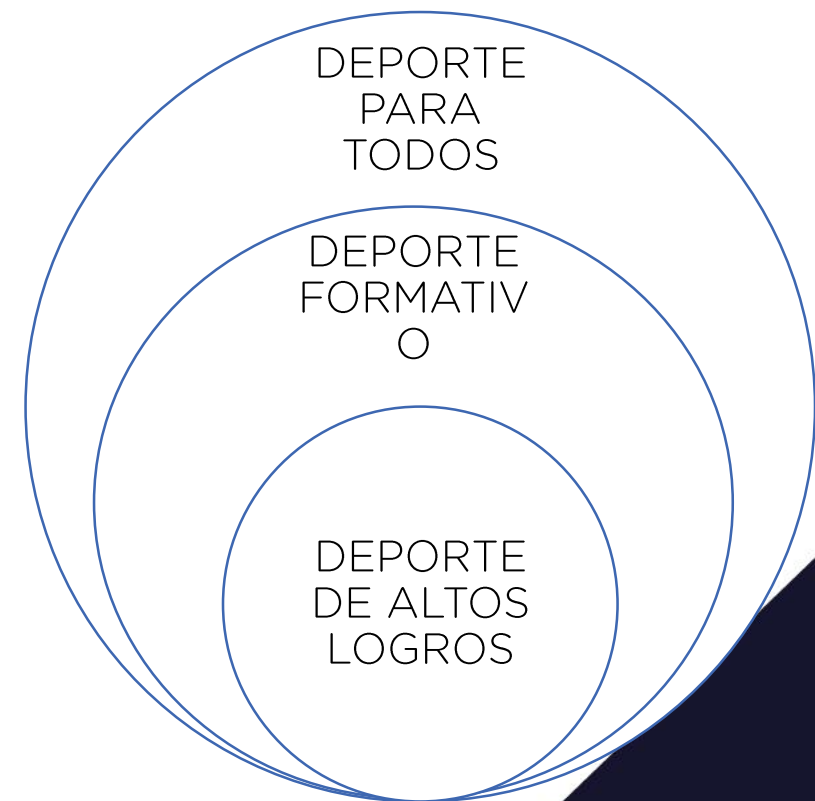 DEPORTE
PARA
TODOS
DEPORTE
FORMATIV
O
DEPORTE
DE ALTOS
LOGROS